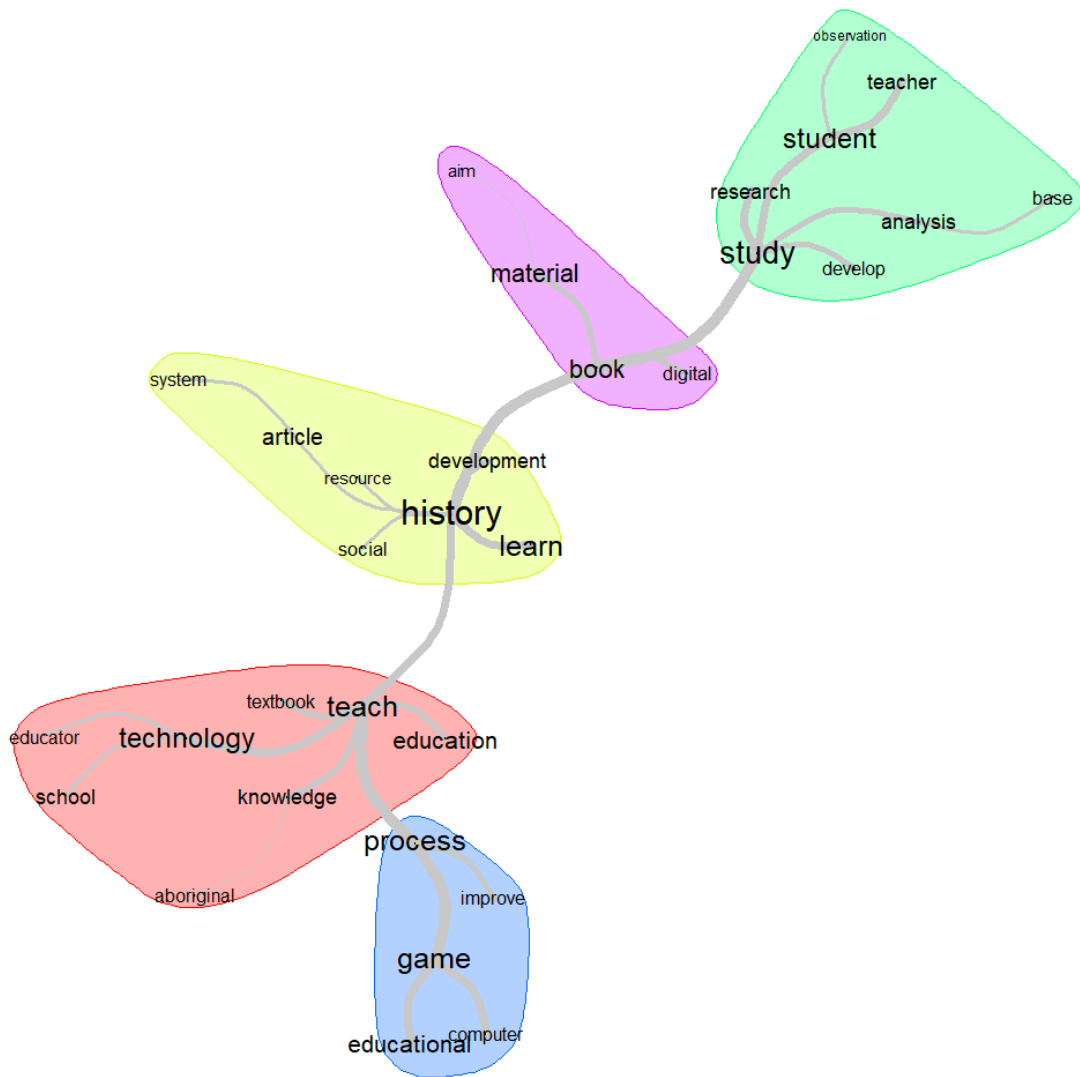 observation
teacher
student
aim
research
base
analysis
study
material
develop
book
digital
system
article
development
resource
history
learn
social
textbook
teach
educator
technology
education
school
knowledge
process
aboriginal
improve
game
computer
educational